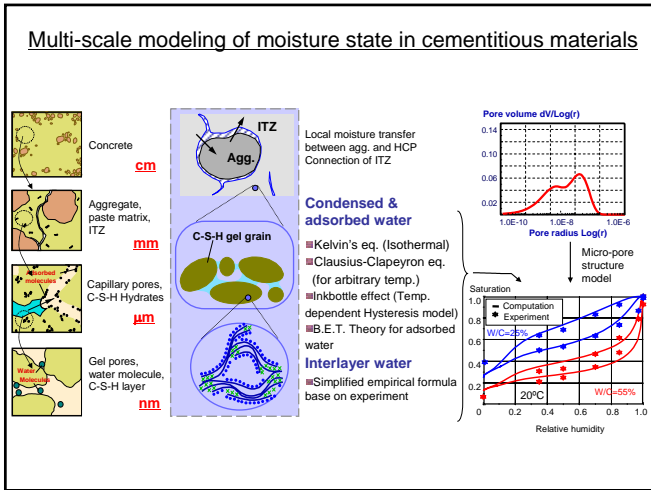 Multi-scale modeling of moisture state in cementitious materials
Concrete
cm
Aggregate,
paste matrix,
ITZ
mm
Adsorbed
molecules
Capillary pores,
C-S-H Hydrates
μm
Water
Molecules
Gel pores,
water molecule,
C-S-H layer
nm
ITZ
Agg.
C-S-H gel grain
Local moisture transfer
between agg. and HCP
Connection of ITZ
Condensed &
adsorbed water
Kelvin's eq. (Isothermal)
Clausius-Clapeyron eq.
(for arbitrary temp.)
Inkbottle effect (Temp.
dependent Hysteresis model)
B.E.T. Theory for adsorbed
water
Interlayer water
Simplified empirical formula
base on experiment
Pore volume dV/Log(r)
0.14
0.10
0.06
0.02
1.0E-10 1.0E-8 1.0E-6
Pore radius Log(r)
Micro-pore
structure
model
Saturation
1.0
0.8
0.6
0.4
0.2
Computation
Experiment
W/C=25%
20ºC
W/C=55%
0 0.2 0.4 0.6 0.8 1.0
Relative humidity